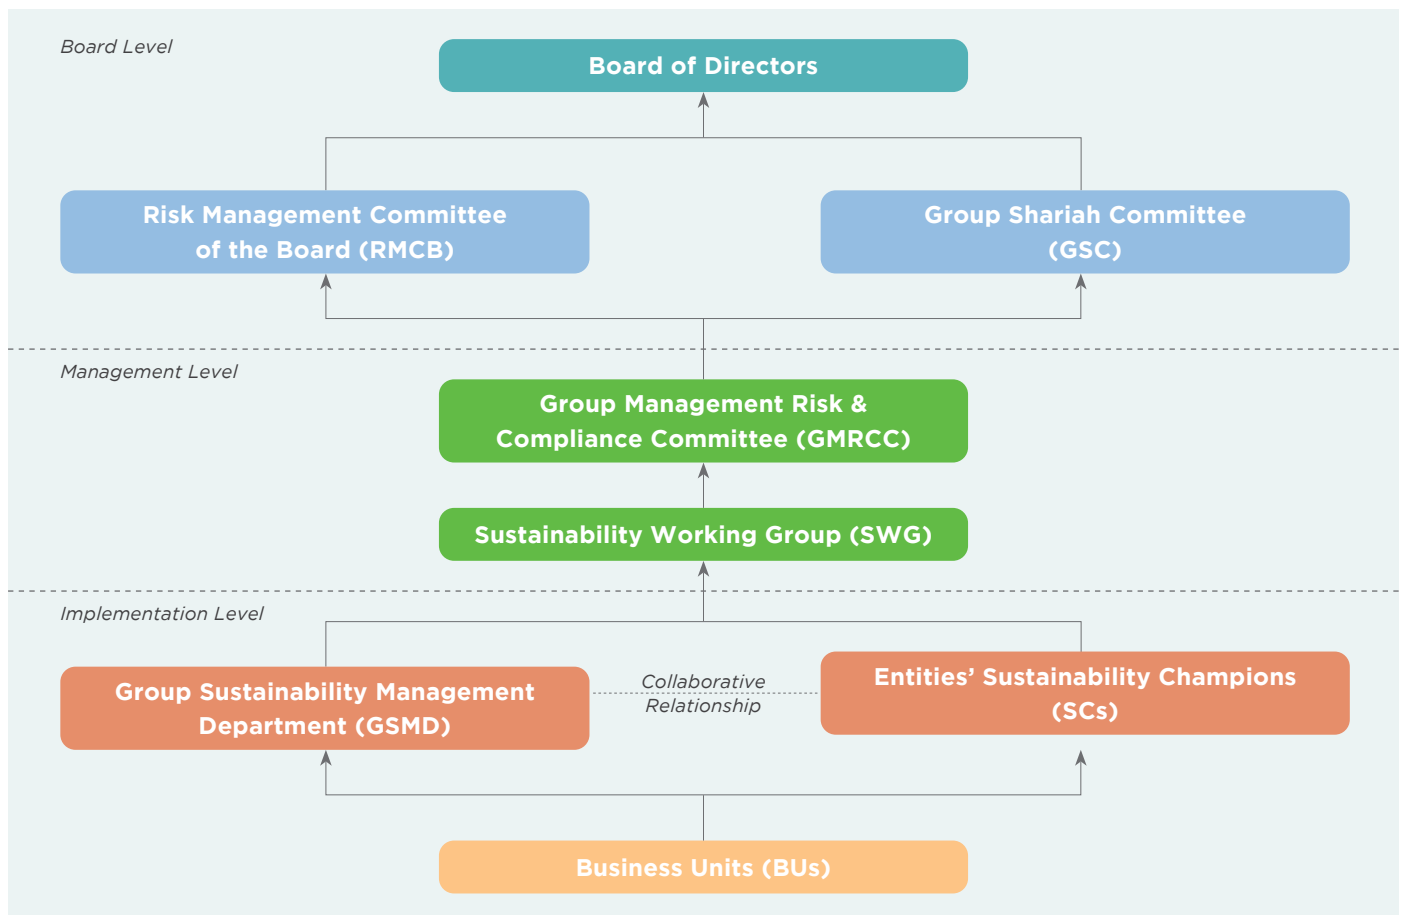 Board Level
Board of Directors
Risk Management Committee
of the Board (RMCB)
Group Shariah Committee
(GSC)
Management Level
Group Management Risk &
Compliance Committee (GMRCC)
Sustainability Working Group (SWG)
Implementation Level
Group Sustainability Management
Department (GSMD)
Collaborative
Relationship
Entities’ Sustainability Champions
(SCs)
Business Units (BUs)